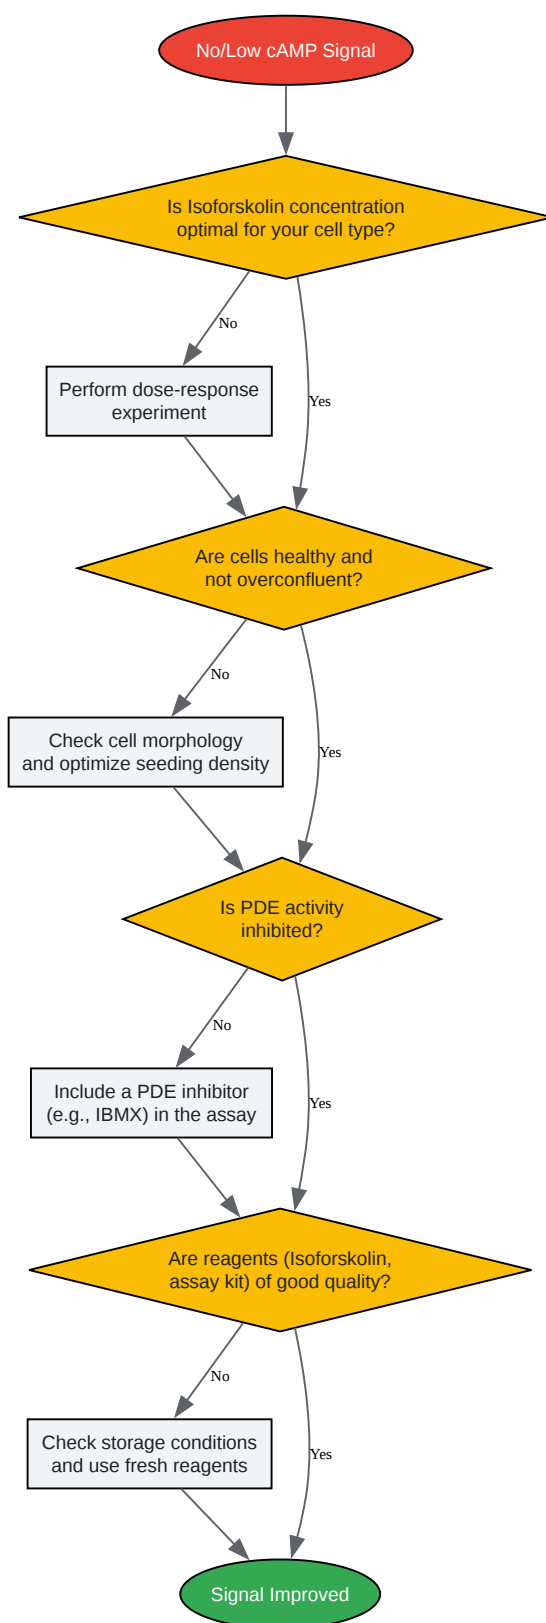 No/Low cAMP Signal
Is Isoforskolin concentration
optimal for your cell type?
No
Yes
Perform dose-response
experiment
Are cells healthy and
not overconfluent?
No
Yes
Check cell morphology
and optimize seeding density
Is PDE activity
inhibited?
No
Yes
Include a PDE inhibitor
(e.g., IBMX) in the assay
Are reagents (Isoforskolin,
assay kit) of good quality?
No
Yes
Check storage conditions
and use fresh reagents
Signal Improved